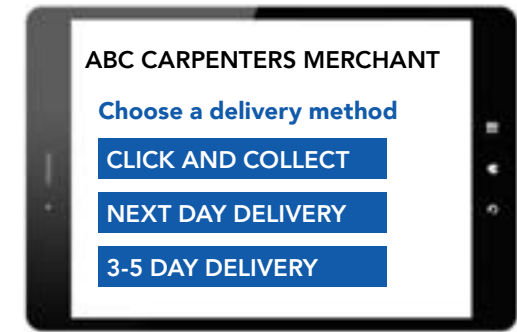 ABC CARPENTERS MERCHANT
Choose a delivery method
CLICK AND COLLECT
NEXT DAY DELIVERY
3-5 DAY DELIVERY